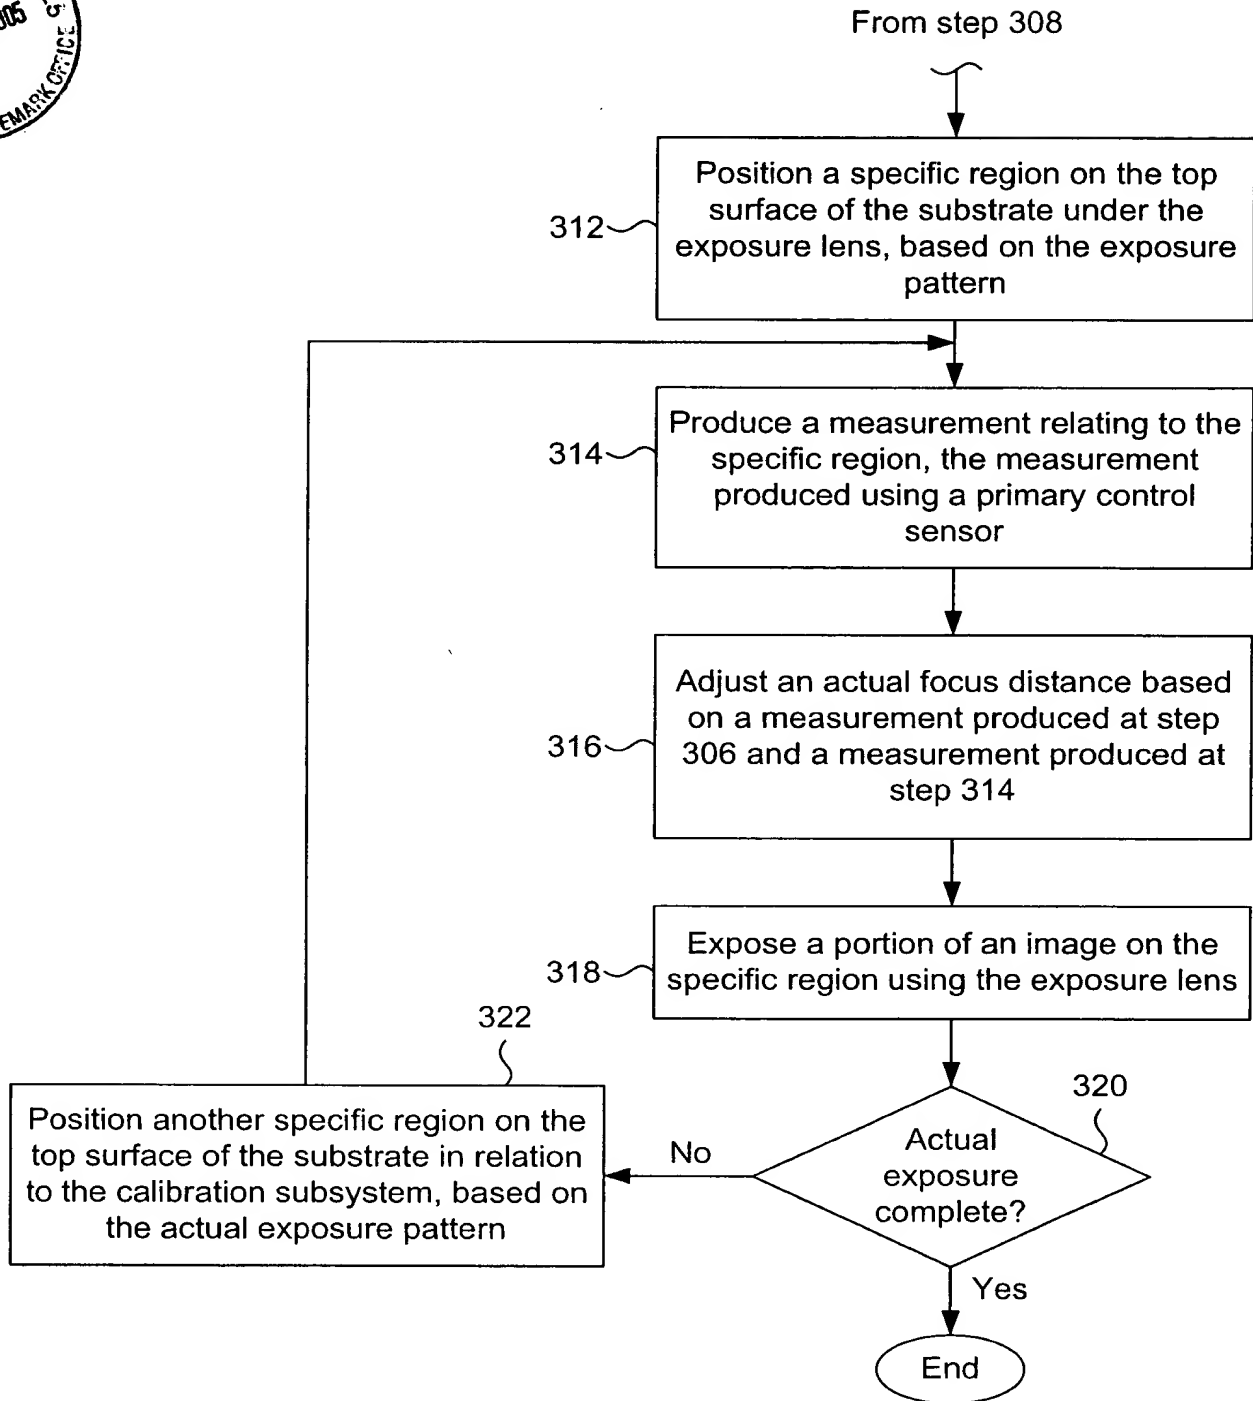 005
EMARK OFFICE
From step 308
Position a specific region on the top
surface of the substrate under the
exposure lens, based on the exposure
pattern
312
Produce a measurement relating to the
specific region, the measurement
produced using a primary control
sensor
314
Adjust an actual focus distance based
on a measurement produced at step
306 and a measurement produced at
step 314
316
Expose a portion of an image on the
specific region using the exposure lens
318
322
320
Position another specific region on the
top surface of the substrate in relation
to the calibration subsystem, based on
the actual exposure pattern
No
Actual
exposure
complete?
Yes
End